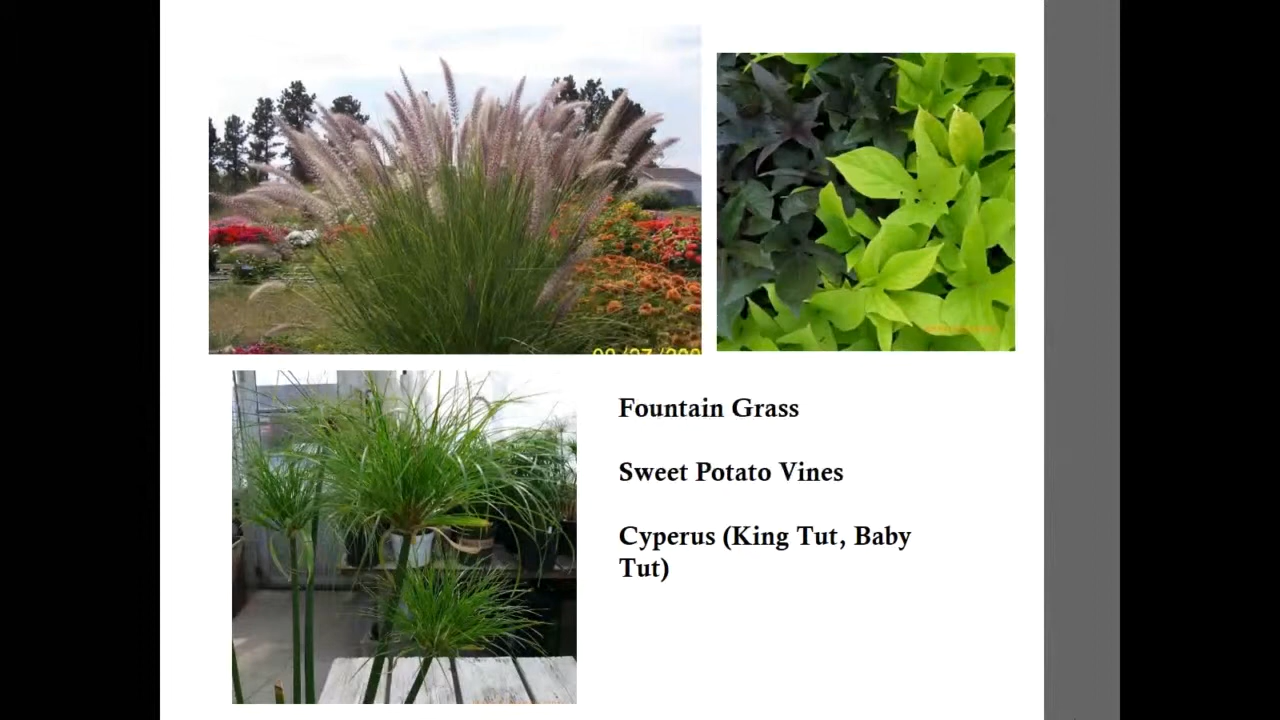 Fountain Grass
Sweet Potato Vines
Cyperus (King Tut, Baby
Tut)